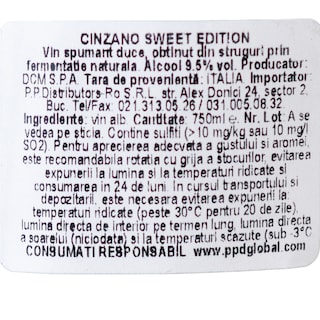 CINZANO SWEET EDITION
Vin spumant duce, obtinut din struguri prin
fermentatie naturala. Alcool 9.5% vol. Producator:
DCM S.P.A. Tara de provenienta: ITALIA. Importator:
P.P.Distributors Ro S.R.L. str. Alex Donici 24, sector 2,
Buc. Tel/Fax: 021.313.05.26 / 031.005.08.32.
Ingrediente: vin alb. Cantitate: 750ml e. Nr. Lot: A se
vedea pe sticla. Contine sulfiti (>10 mg/kg sau 10 mg/l
SO2). Pentru aprecierea adecvata a gustului si aromei,
este recomandabila rotatia cu grija a stocurilor, evitarea
expunerii la lumina si la temperaturi ridicate si
consumarea in 24 de luni. In cursul transportului si
depozitarii, este necesara evitarea expunerii la:
temperaturi ridicate (peste 30°C pentru 20 de zile),
lumina directa de interior pe termen lung, lumina directa
a soarelui (niciodata) si la temperaturi scazute (sub -3°C
CONSUMATI RESPONSABIL www.ppdglobal.com